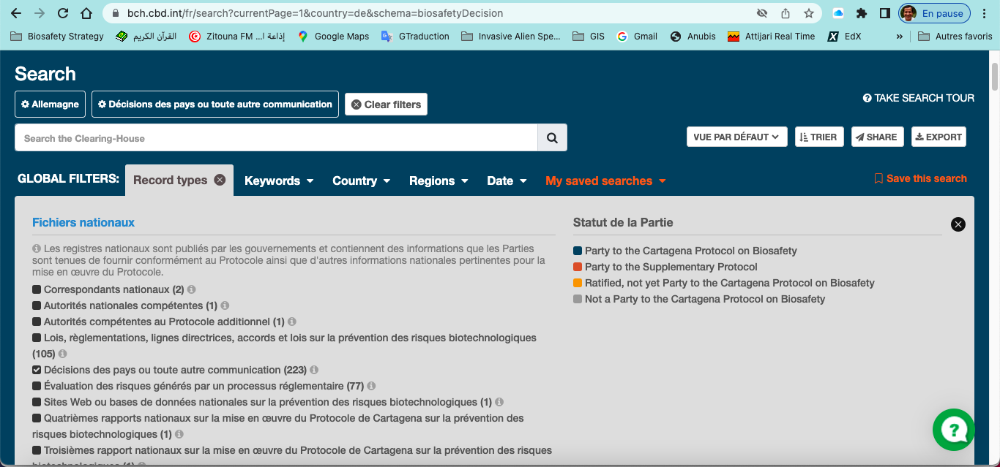 bch.cbd.int/fr/search?currentPage=1&country=de&schema=biosafetyDecision
En pause
Biosafety Strategy
القرآن الكريم
Zitouna FM ...إذاعة ا
Google Maps
GTraduction
Invasive Alien Spe...
GIS
Gmail
Anubis
Attijari Real Time
EdX
»
Autres favoris
Search
Allemagne
Décisions des pays ou toute autre communication
Clear filters
TAKE SEARCH TOUR
Search the Clearing-House
VUE PAR DÉFAUT
TRIER
SHARE
EXPORT
GLOBAL FILTERS:
Record types
Keywords
Country
Regions
Date
My saved searches
Save this search
Fichiers nationaux
Les registres nationaux sont publiés par les gouvernements et contiennent des informations que les Parties
sont tenues de fournir conformément au Protocole ainsi que d'autres informations nationales pertinentes pour la
mise en œuvre du Protocole.
Correspondants nationaux (2)
Autorités nationales compétentes (1)
Autorités compétentes au Protocole additionnel (1)
Lois, règlementations, lignes directrices, accords et lois sur la prévention des risques biotechnologiques
(105)
Décisions des pays ou toute autre communication (223)
Évaluation des risques générés par un processus réglementaire (77)
Sites Web ou bases de données nationales sur la prévention des risques biotechnologiques (1)
Quatrièmes rapports nationaux sur la mise en œuvre du Protocole de Cartagena sur la prévention des
risques biotechnologiques (1)
Troisièmes rapport nationaux sur la mise en œuvre du Protocole de Cartagena sur la prévention des risques
biotechnologiques (1)
Statut de la Partie
Party to the Cartagena Protocol on Biosafety
Party to the Supplementary Protocol
Ratified, not yet Party to the Cartagena Protocol on Biosafety
Not a Party to the Cartagena Protocol on Biosafety